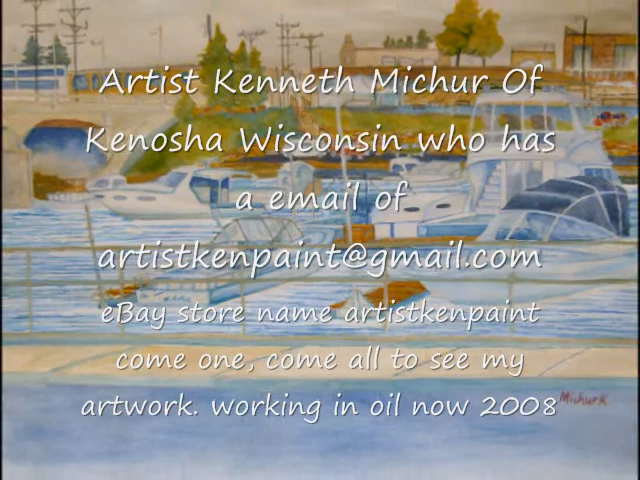 Artist Kenneth Michur Of
Kenosha Wisconsin who has
a email of
artistkenpaint@gmail.com
eBay store name artistkenpaint
come one, come all to see my
artwork. working in oil now 2008
Michur K